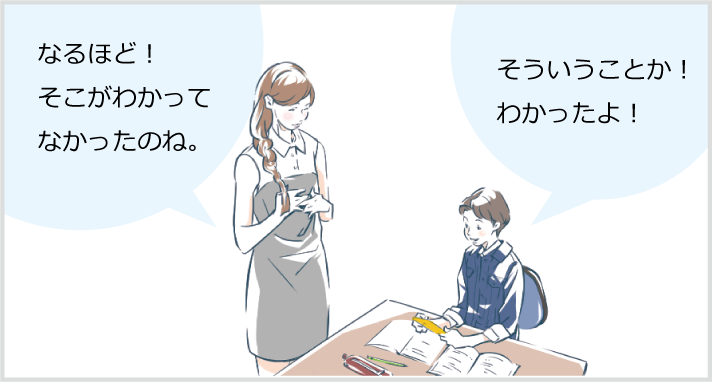 なるほど！
そこがわかって
なかったのね。
そういうことか！
わかったよ！